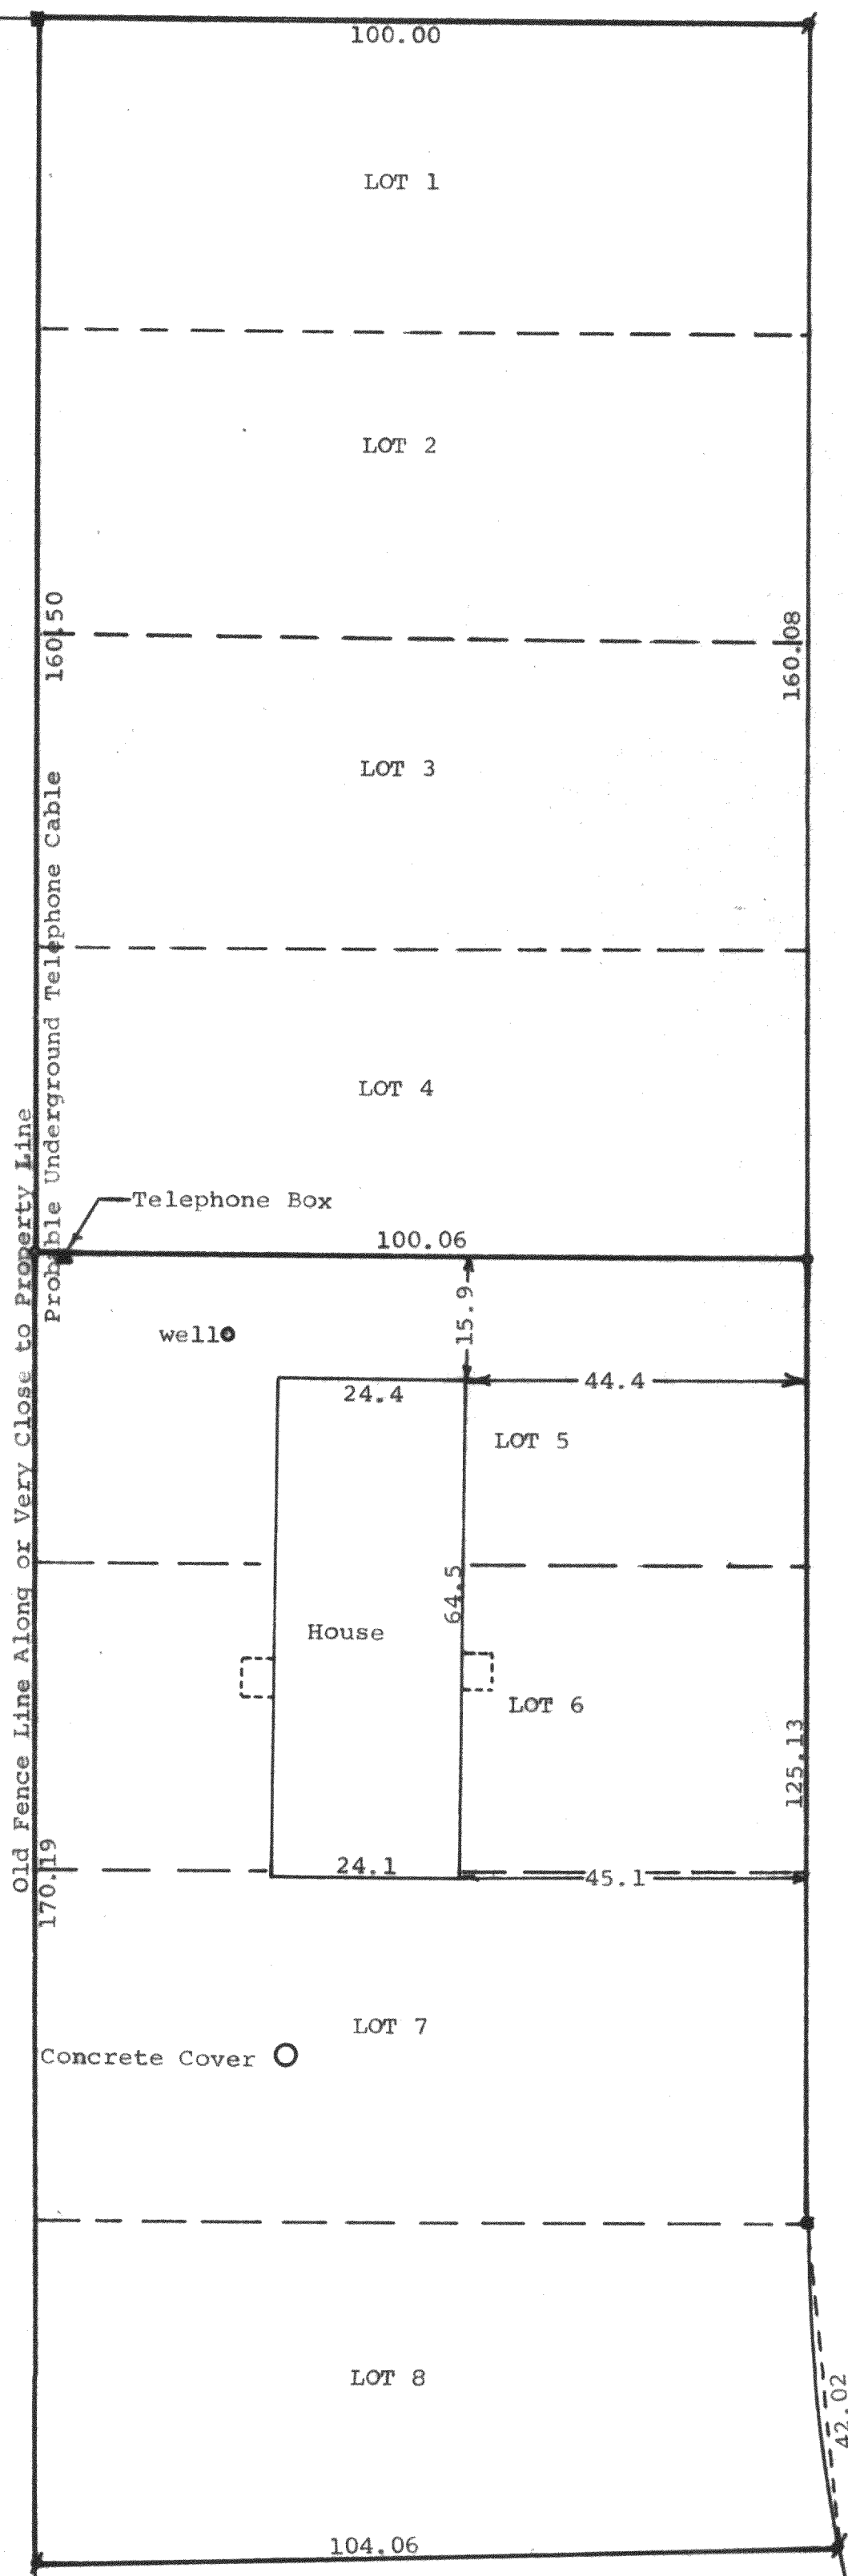 100.00
LOT 1
LOT 2
160.50
160.08
LOT 3
Probable Underground Telephone Cable
LOT 4
Old Fence Line Along or Very Close to Property Line
Telephone Box
100.06
15.9
well
24.4
44.4
LOT 5
64.5
House
LOT 6
125.13
170.19
24.1
45.1
LOT 7
Concrete Cover
LOT 8
42.02
104.06